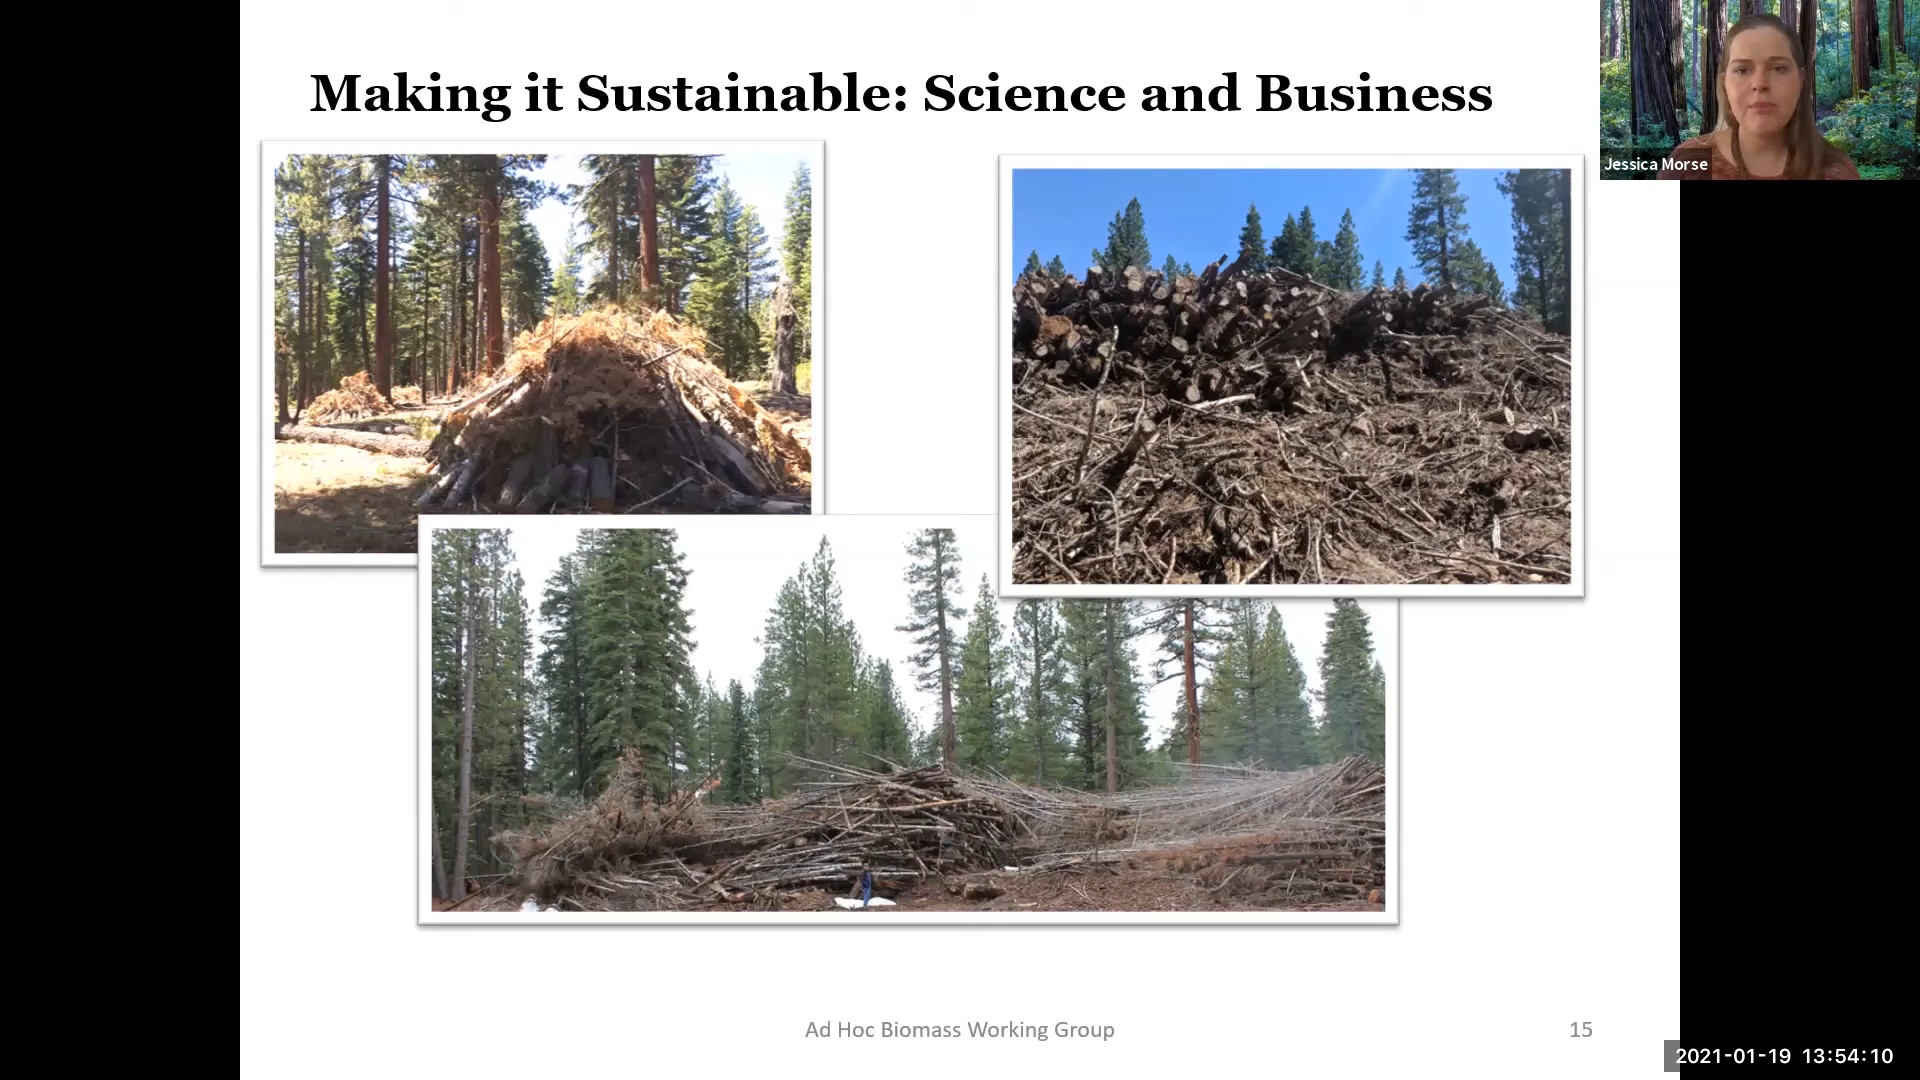 Making it Sustainable: Science and Business
Jessica Morse
Ad Hoc Biomass Working Group
15
2021-01-19 13:54:10